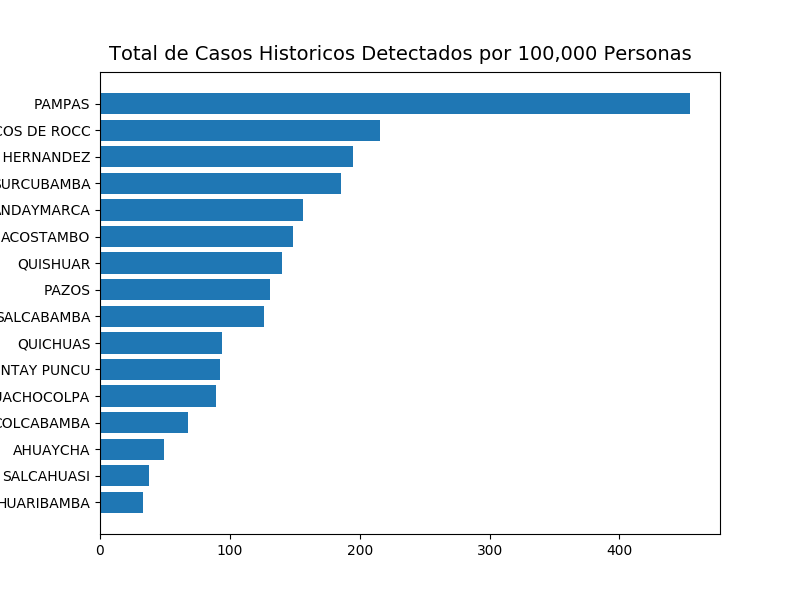 Total de Casos Historicos Detectados por 100,000 Personas
PAMPAS
COS DE ROCC
HERNANDEZ
SURCUBAMBA
ANDAYMARCA
ACOSTAMBO
QUISHUAR
PAZOS
SALCABAMBA
QUICHUAS
NTAY PUNCU
UACHOCOLPA
COLCABAMBA
AHUAYCHA
SALCAHUASI
HUARIBAMBA
0 100 200 300 400